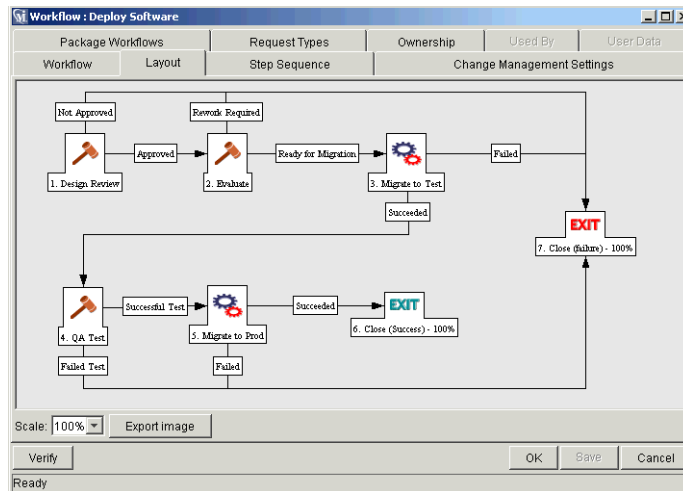 Workflow : Deploy Software
Package Workflows
Request Types
Ownership
Used By
User Data
Workflow
Layout
Step Sequence
Change Management Settings
Not Approved
Rework Required
Approved
Ready for Migration
Failed
1. Design Review
2. Evaluate
3. Migrate to Test
Succeeded
EXIT
7. Close (failure) - 100%
Successful Test
Succeeded
EXIT
4. QA Test
5. Migrate to Prod
6. Close (Success) - 100%
Failed Test
Failed
Scale: 100%
Export image
Verify
OK
Save
Cancel
Ready